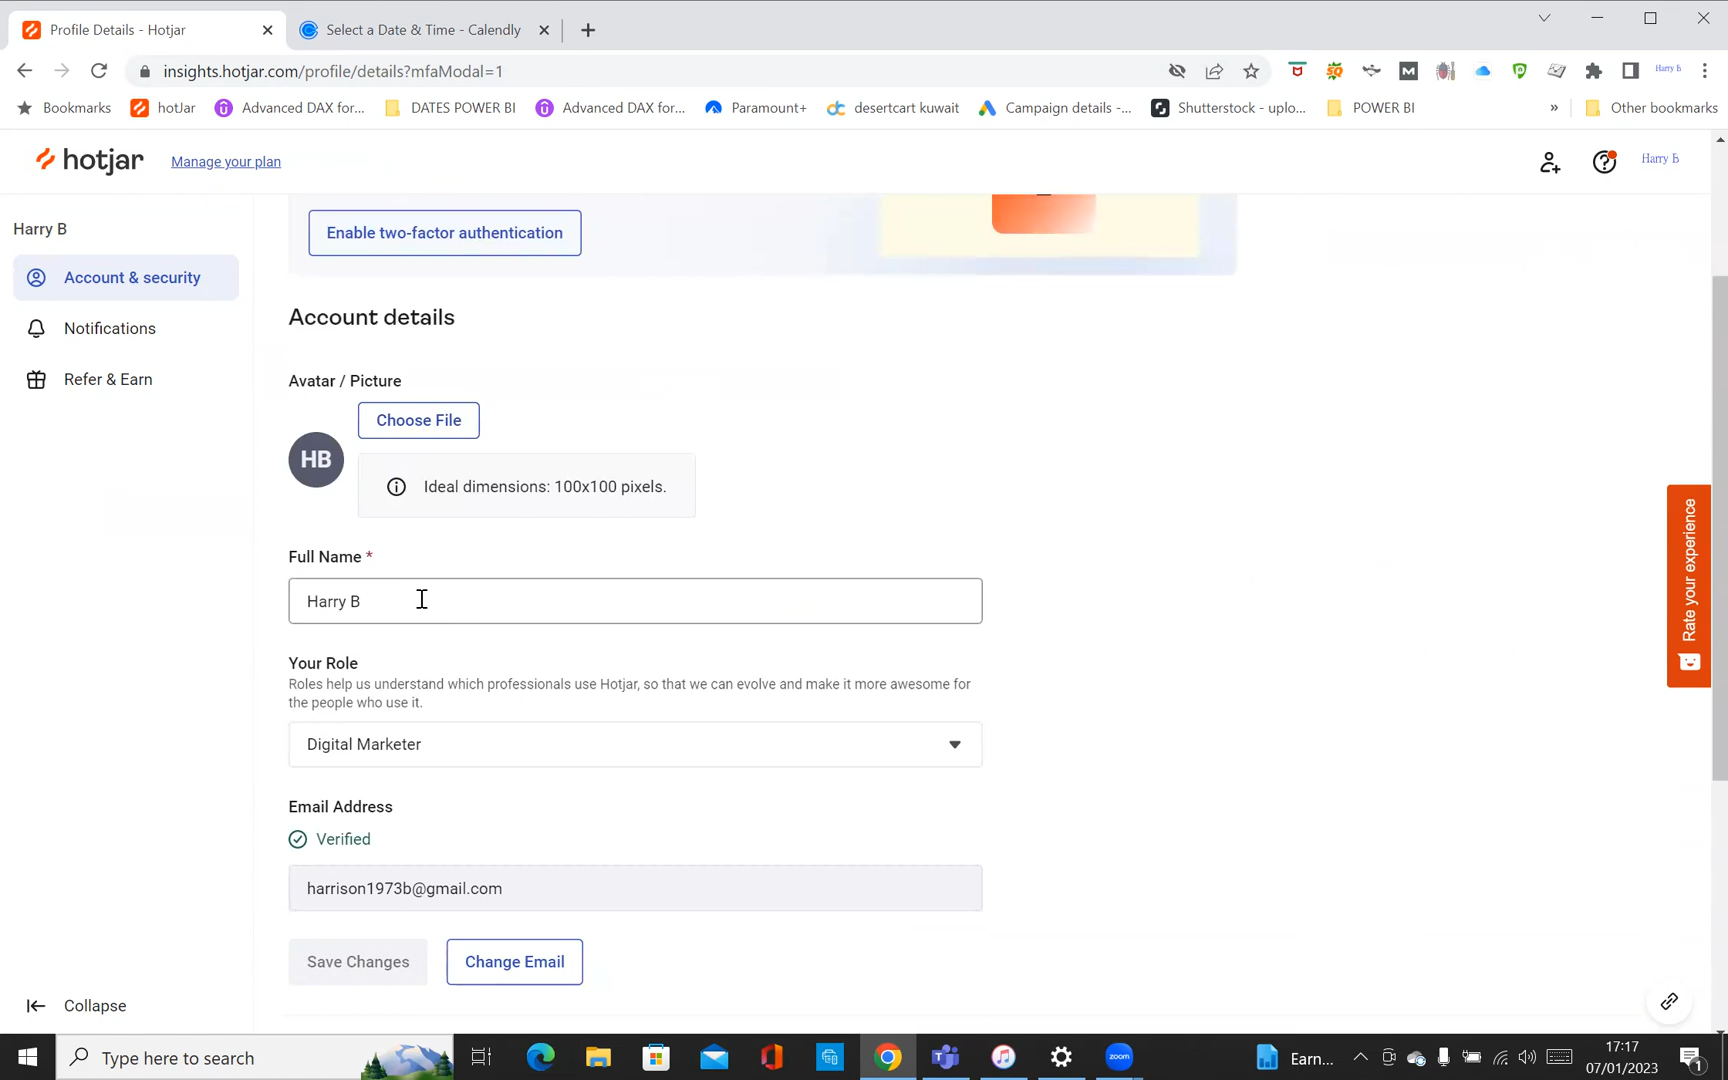 Profile Details - Hotjar
Select a Date & Time - Calendly
insights.hotjar.com/profile/details?mfaModal=1
Harry B
Bookmarks
hotJar
Advanced DAX for...
DATES POWER BI
Advanced DAX for...
Paramount+
desertcart kuwait
Campaign details -...
Shutterstock - uplo...
POWER BI
»
Other bookmarks
hotjar
Manage your plan
Harry B
Harry B
Account & security
Notifications
Refer & Earn
Enable two-factor authentication
Account details
Avatar / Picture
HB
Choose File
Ideal dimensions: 100x100 pixels.
Full Name *
Harry B
Your Role
Roles help us understand which professionals use Hotjar, so that we can evolve and make it more awesome for
the people who use it.
Digital Marketer
Email Address
Verified
harrison1973b@gmail.com
Save Changes
Change Email
Rate your experience
Collapse
Type here to search
zoom
Earn...
17:17
07/01/2023
1